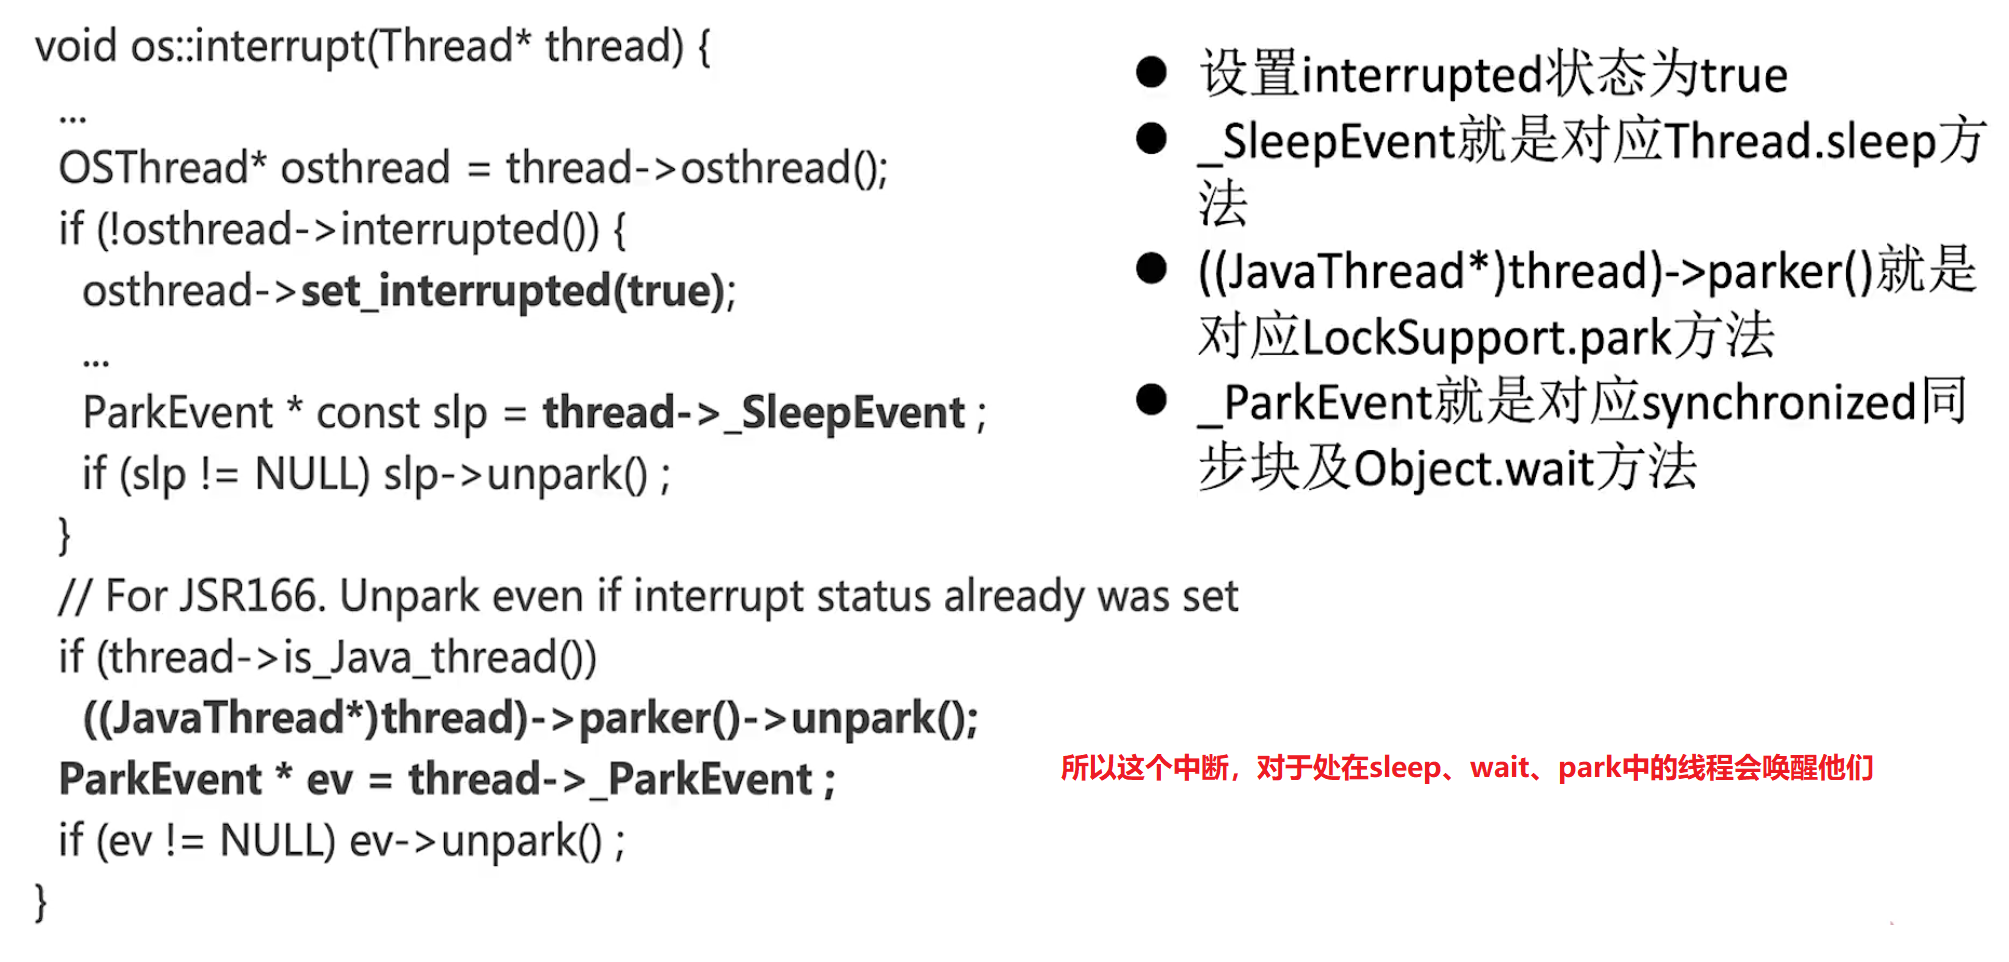 void os::interrupt(Thread* thread) {
...
OSThread* osthread = thread->osthread();
if (!osthread->interrupted()) {
osthread->set_interrupted(true);
...
ParkEvent * const slp = thread->_SleepEvent ;
if (slp != NULL) slp->unpark() ;
}
// For JSR166. Unpark even if interrupt status already was set
if (thread->is_Java_thread())
((JavaThread*)thread)->parker()->unpark();
ParkEvent * ev = thread->_ParkEvent ;
if (ev != NULL) ev->unpark() ;
}
● 设置interrupted状态为true
● _SleepEvent就是对应Thread.sleep方
法
● ((JavaThread*)thread)->parker()就是
对应LockSupport.park方法
● _ParkEvent就是对应synchronized同
步块及Object.wait方法
所以这个中断，对于处在sleep、wait、park中的线程会唤醒他们